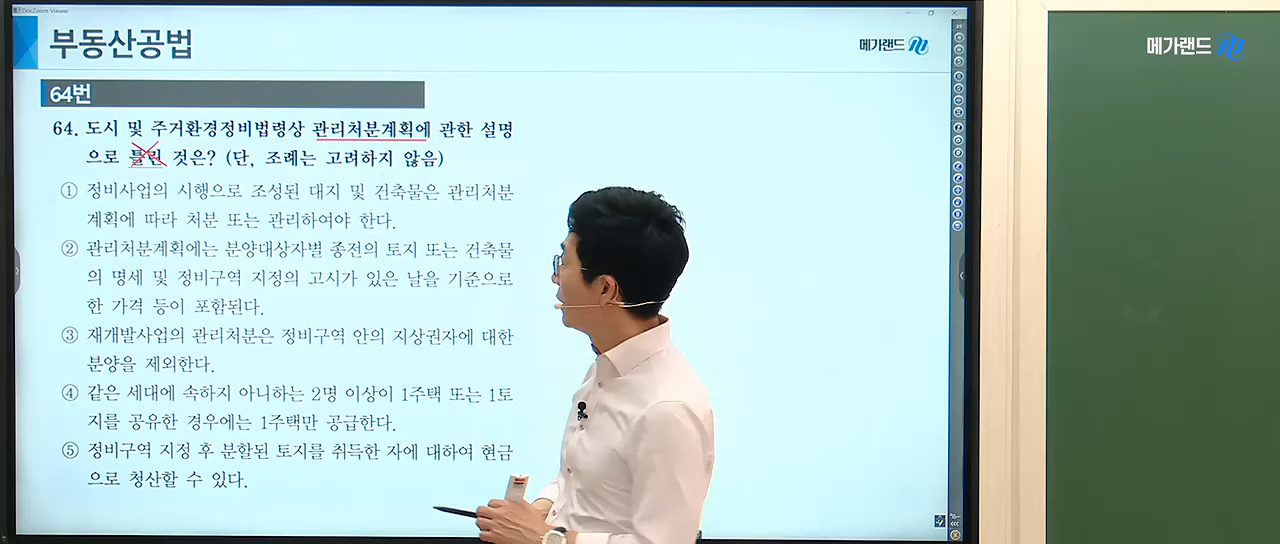 DocZoom Viewer
부동산공법
메가랜드
메가랜드
64번
64. 도시 및 주거환경정비법령상 관리처분계획에 관한 설명
으로 틀린 것은? (단, 조례는 고려하지 않음)
① 정비사업의 시행으로 조성된 대지 및 건축물은 관리처분
계획에 따라 처분 또는 관리하여야 한다.
② 관리처분계획에는 분양대상자별 종전의 토지 또는 건축물
의 명세 및 정비구역 지정의 고시가 있은 날을 기준으로
한 가격 등이 포함된다.
③ 재개발사업의 관리처분은 정비구역 안의 지상권자에 대한
분양을 제외한다.
④ 같은 세대에 속하지 아니하는 2명 이상이 1주택 또는 1토
지를 공유한 경우에는 1주택만 공급한다.
⑤ 정비구역 지정 후 분할된 토지를 취득한 자에 대하여 현금
으로 청산할 수 있다.